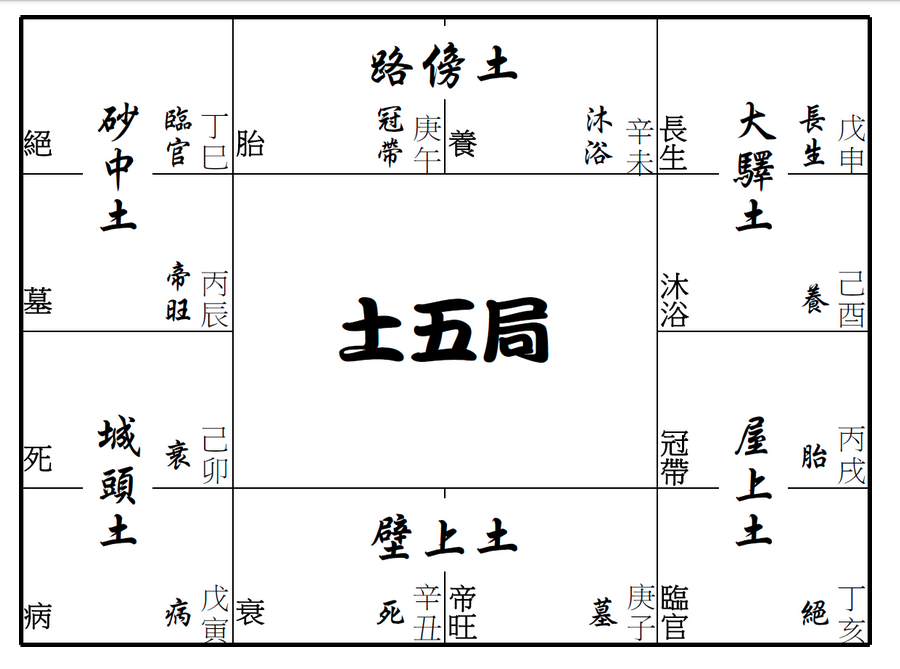 路傍土
砂中土
大驛土
絕
臨官
丁巳
胎
冠帶
庚午
養
沐浴
辛未
長生
長生
戊申
墓
帝旺
丙辰
土五局
沐浴
養
己酉
城頭土
屋上土
死
衰
己卯
冠帶
胎
丙戌
壁上土
病
病
戊寅
衰
死
辛丑
帝旺
墓
庚子
臨官
絕
丁亥